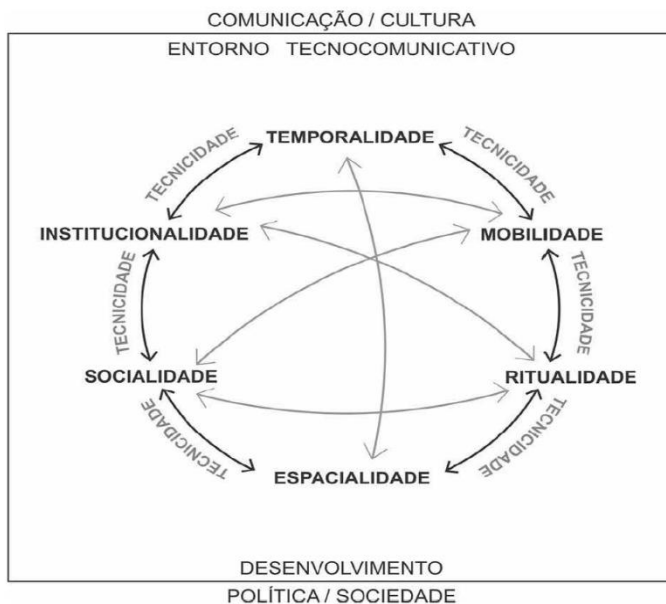 COMUNICAÇÃO / CULTURA
ENTORNO TECNOCOMUNICATIVO
TECNICIDADE
TEMPORALIDADE
TECNICIDADE
INSTITUCIONALIDADE
MOBILIDADE
TECNICIDADE
TECNICIDADE
SOCIALIDADE
RITUALIDADE
TECNICIDADE
TECNICIDADE
ESPACIALIDADE
DESENVOLVIMENTO
POLÍTICA / SOCIEDADE